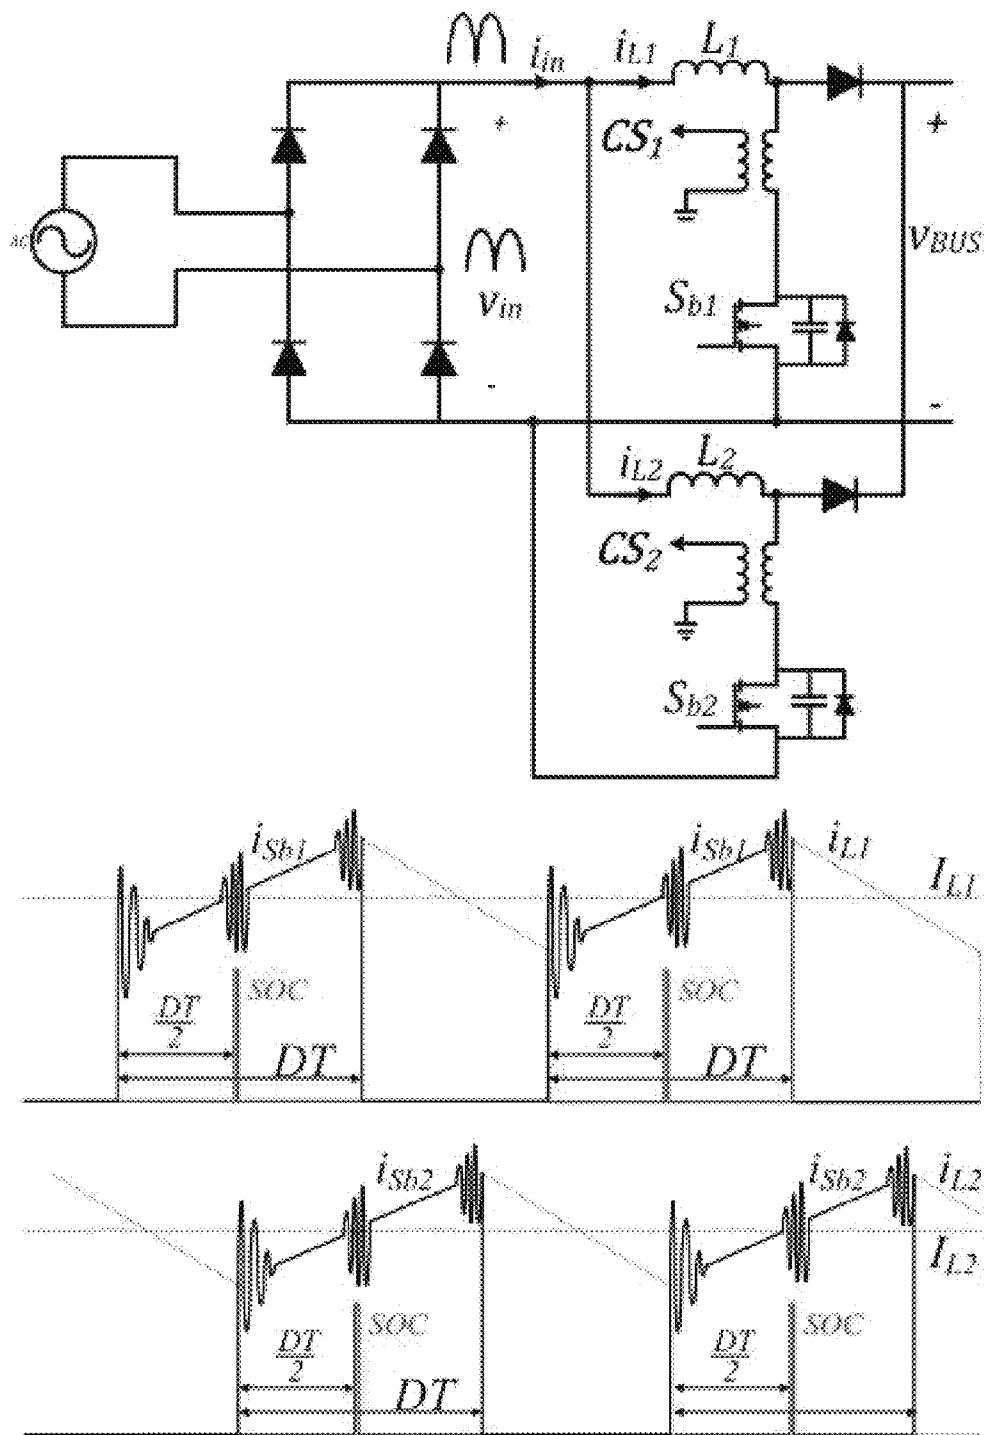 i_in i_L1 L_1
+ CS_1 +
AC
v_in S_b1 v_BUS
- -
i_L2 L_2
CS_2
S_b2
i_Sb1 i_Sb1 i_L1
I_L1
SOC SOC
DT/2 DT/2
DT DT
i_Sb2 i_Sb2 i_L2
I_L2
SOC SOC
DT/2 DT/2
DT